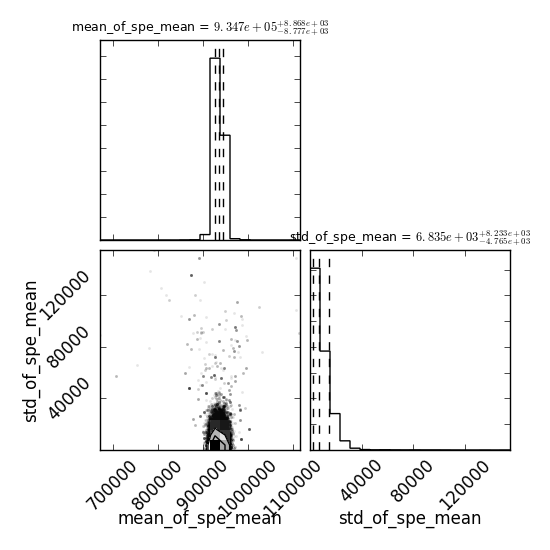 mean_of_spe_mean = 9.347e+05 +8.868e+03 -8.777e+03
std_of_spe_mean = 6.835e+03 +8.233e+03 -4.765e+03
120000
80000
40000
std_of_spe_mean
700000 800000 900000 1000000 1100000 40000 80000 120000
mean_of_spe_mean std_of_spe_mean